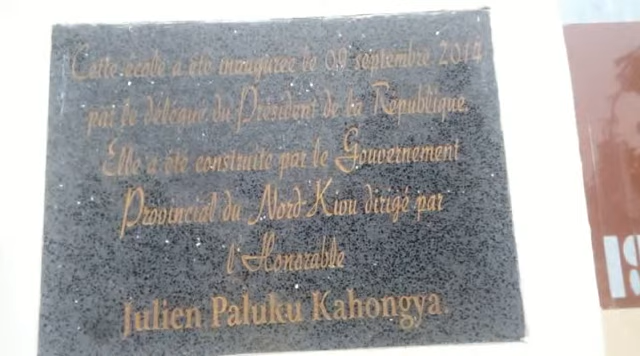 Cette école a été inaugurée le 09 septembre 2014
par le délégué du Président de la République
Elle a été construite par le Gouvernement
Provincial du Nord-Kivu dirigé par
l'Honorable
Julien Paluku Kahongya.
19